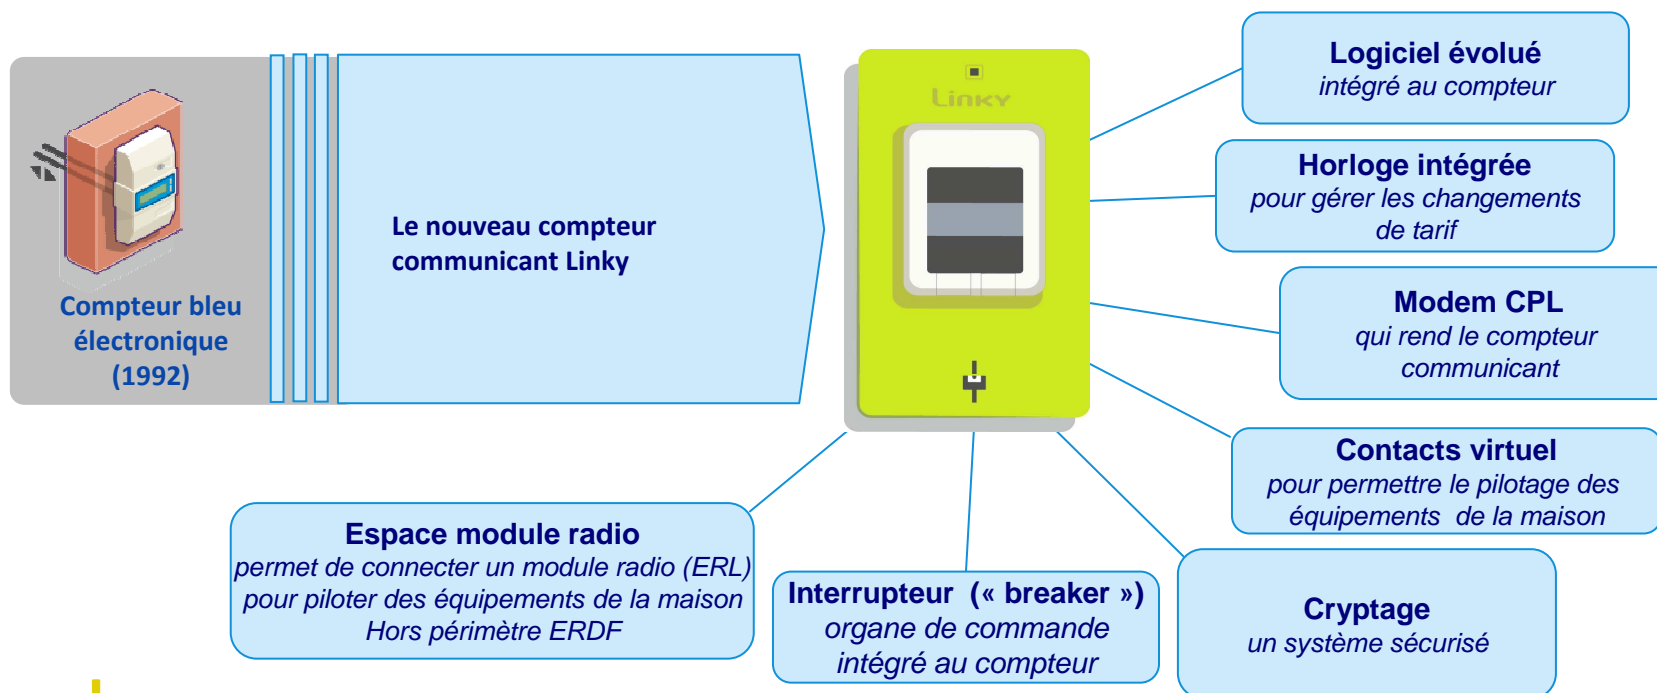 Compteur bleu
électronique
(1992)
Le nouveau compteur
communicant Linky
Linky
Logiciel évolué
intégré au compteur
Horloge intégrée
pour gérer les changements
de tarif
Modem CPL
qui rend le compteur
communicant
Contacts virtuel
pour permettre le pilotage des
équipements de la maison
Cryptage
un système sécurisé
Interrupteur (« breaker »)
organe de commande
intégré au compteur
Espace module radio
permet de connecter un module radio (ERL)
pour piloter des équipements de la maison
Hors périmètre ERDF